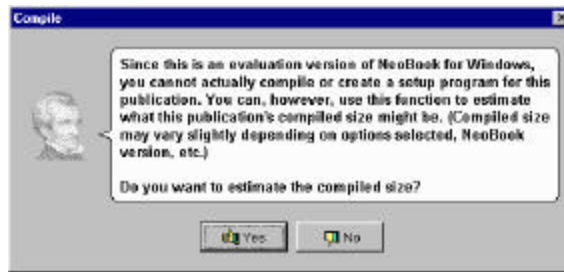 Compile
Since this is an evaluation version of NeoBook for Windows,
you cannot actually compile or create a setup program for this
publication. You can, however, use this function to estimate
what this publication's compiled size might be. (Compiled size
may vary slightly depending on options selected, NeoBook
version, etc.)
Do you want to estimate the compiled size?
Yes No